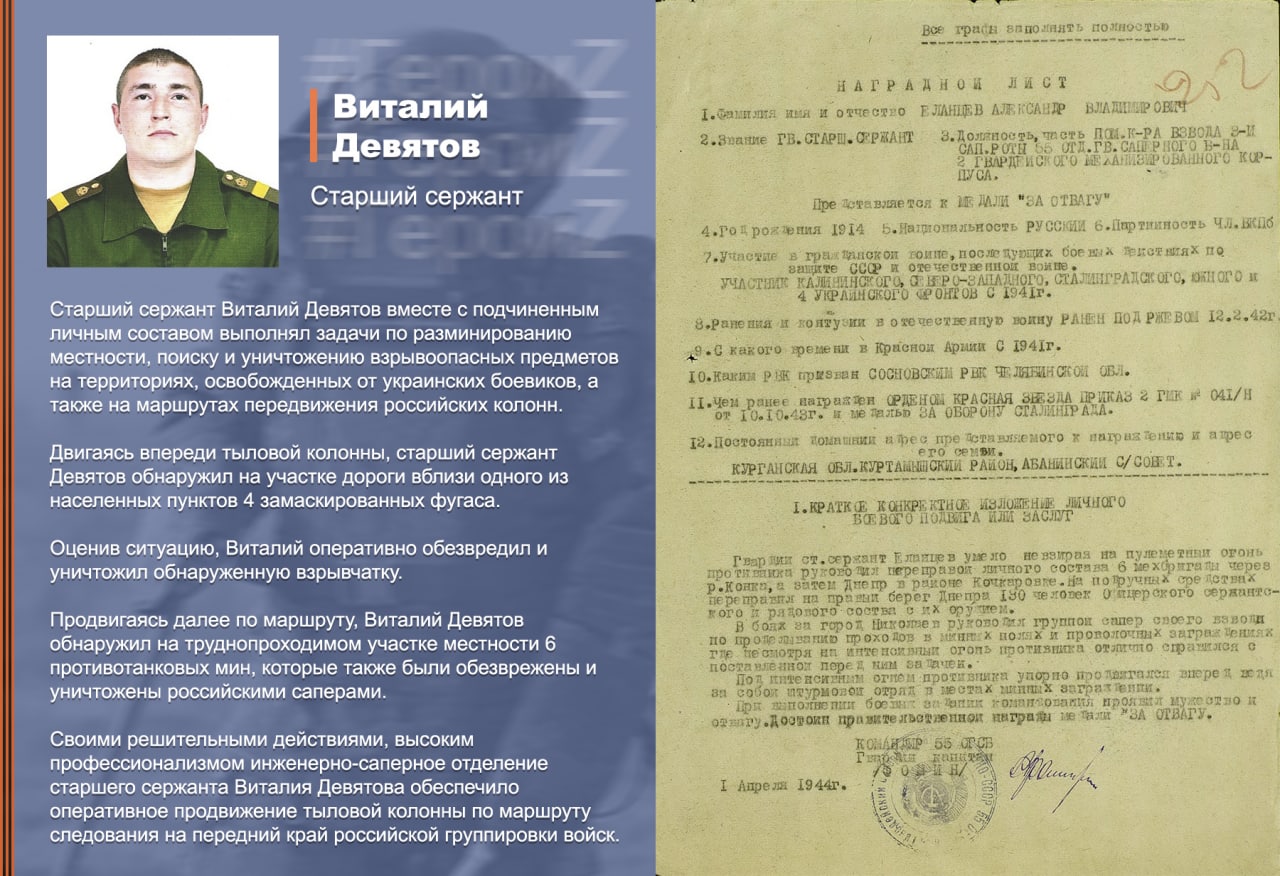 #ГероиZ
#ГероиZ
#ГероиZ
Виталий
Девятов
Старший сержант
Старший сержант Виталий Девятов вместе с подчиненным
личным составом выполнял задачи по разминированию
местности, поиску и уничтожению взрывоопасных предметов
на территориях, освобожденных от украинских боевиков, а
также на маршрутах передвижения российских колонн.
Двигаясь впереди тыловой колонны, старший сержант
Девятов обнаружил на участке дороги вблизи одного из
населенных пунктов 4 замаскированных фугаса.
Оценив ситуацию, Виталий оперативно обезвредил и
уничтожил обнаруженную взрывчатку.
Продвигаясь далее по маршруту, Виталий Девятов
обнаружил на труднопроходимом участке местности 6
противотанковых мин, которые также были обезврежены и
уничтожены российскими саперами.
Своими решительными действиями, высоким
профессионализмом инженерно-саперное отделение
старшего сержанта Виталия Девятова обеспечило
оперативное продвижение тыловой колонны по маршруту
следования на передний край российской группировки войск.
Все графы заполнять полностью
НАГРАДНОЙ ЛИСТ
1.Фамилия имя и отчество ЕЛАНЦЕВ АЛЕКСАНДР ВЛАДИМИРОВИЧ
2.Звание ГВ.СТАРШ.СЕРЖАНТ 3.Должность,часть ПОМ.К-РА ВЗВОДА 3-Й
САП.РОТЫ 55 ОТД.ГВ.САПЕРНОГО Б-НА
2 ГВАРДЕЙСКОГО МЕХАНИЗИРОВАННОГО КОР-
ПУСА.
Представляется к МЕДАЛИ "ЗА ОТВАГУ"
4.Год рождения 1914 5.Национальность РУССКИЙ 6.Партийность ЧЛ.ВКПб
7.Участие в гражданской войне,последующих боевых действиях по
защите СССР и отечественной войне.
УЧАСТНИК КАЛИНИНСКОГО,СЕВЕРО-ЗАПАДНОГО,СТАЛИНГРАДСКОГО,ЮЖНОГО и
4 УКРАИНСКОГО ФРОНТОВ С 1941г.
8.Ранения и контузии в отечественную войну РАНЕН ПОД РЖЕВОМ 12.2.42г.
9.С какого времени в Красной Армии С 1941г.
10.Каким РВК призван СОСНОВСКИМ РВК ЧЕЛЯБИНСКОЙ ОБЛ.
11.Чем ранее награжден ОРДЕНОМ КРАСНАЯ ЗВЕЗДА ПРИКАЗ 2 ГМК № 041/Н
от 10.10.43г. и медалью ЗА ОБОРОНУ СТАЛИНГРАДА.
12.Постоянный домашний адрес представляемого к награждению и адрес
его семьи.
КУРГАНСКАЯ ОБЛ.КУРТАМЫШСКИЙ РАЙОН,АБАНИНСКИЙ С/СОВЕТ.
1.КРАТКОЕ КОНКРЕТНОЕ ИЗЛОЖЕНИЕ ЛИЧНОГО
БОЕВОГО ПОДВИГА ИЛИ ЗАСЛУГ
Гвардии ст.сержант Еланцев умело невзирая на пулеметный огонь
противника руководил переправой личного состава 6 мехбригады через
р.Конка,а затем Днепр в районе Кочкаровке.На подручных средствах
переправил на правый берег Днепра 130 человек Офицерского сержантс-
кого и рядового соства с их оружием.
В боях за город Николаев руководил группой сапер своего взвода
по проделыванию проходов в минных полях и проволочных заграждениях
где несмотря на интенсивный огонь противника отлично справился с
поставленной перед ним задачей.
Под интенсивным огнем противника упорно продвигался вперед ведя
за собой штурмовой отряд в местах минных заграждений.
При выполнении боевых заданий командования проявил мужество и
отвагу.Достоин правительственной награды медали "ЗА ОТВАГУ.
КОМАНДИР 55 ОГСБ
Гвардии капитан
/ФОМИН/
1 Апреля 1944г.